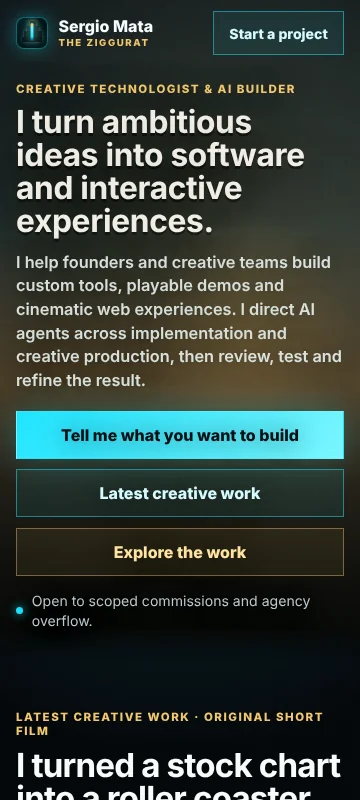 Sergio Mata
THE ZIGGURAT
Start a project
CREATIVE TECHNOLOGIST & AI BUILDER
I turn ambitious
ideas into software
and interactive
experiences.
I help founders and creative teams build
custom tools, playable demos and
cinematic web experiences. I direct AI
agents across implementation and
creative production, then review, test and
refine the result.
Tell me what you want to build
Latest creative work
Explore the work
Open to scoped commissions and agency
overflow.
LATEST CREATIVE WORK · ORIGINAL SHORT
FILM
I turned a stock chart
into a roller coaster